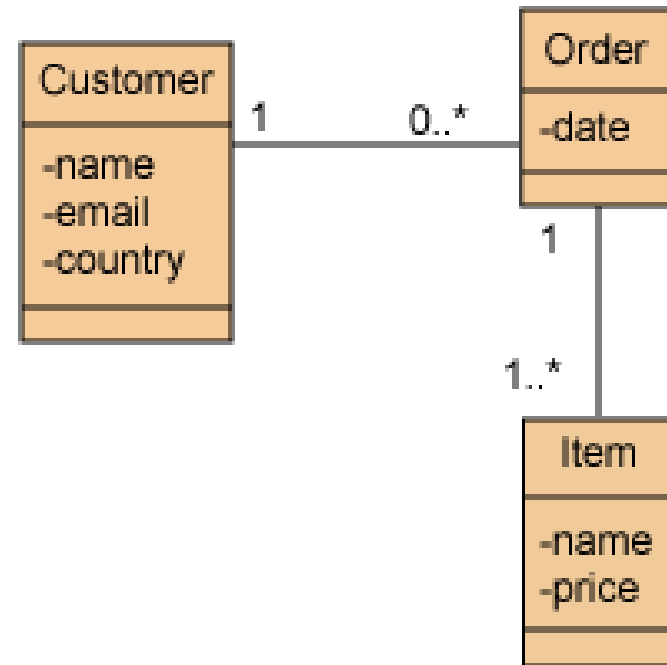 Customer
-name
-email
-country
1
0..*
Order
-date
1
1..*
Item
-name
-price